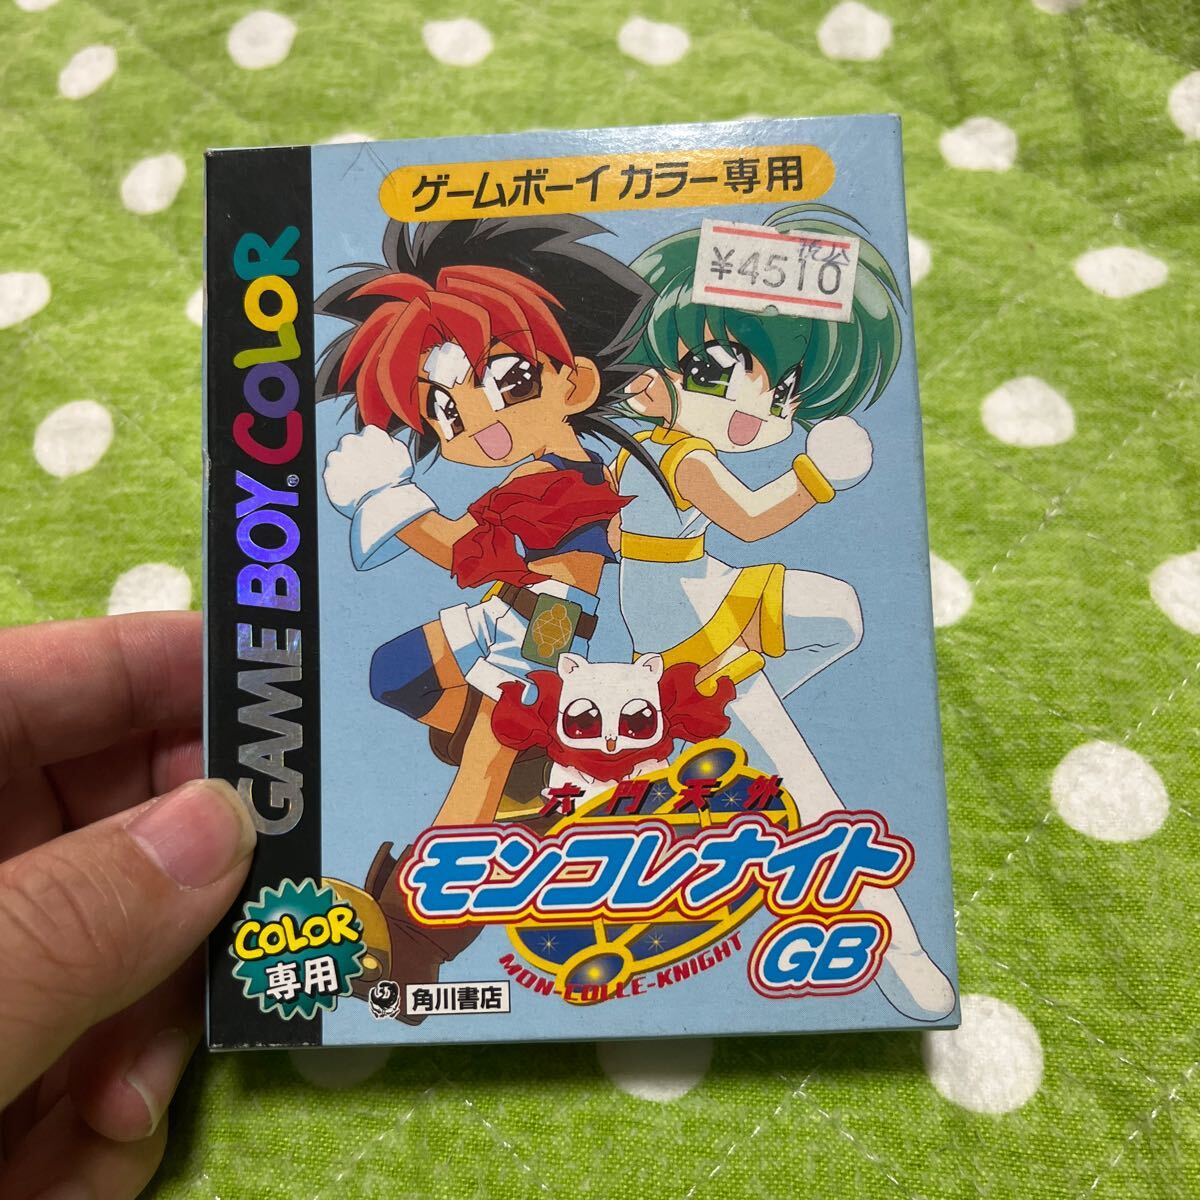 ゲームボーイ カラー専用
税公
¥4510
GAME BOY® COLOR
六門天外
モンコレナイト
GB
MON-COLLE-KNIGHT
COLOR
専用
角川書店